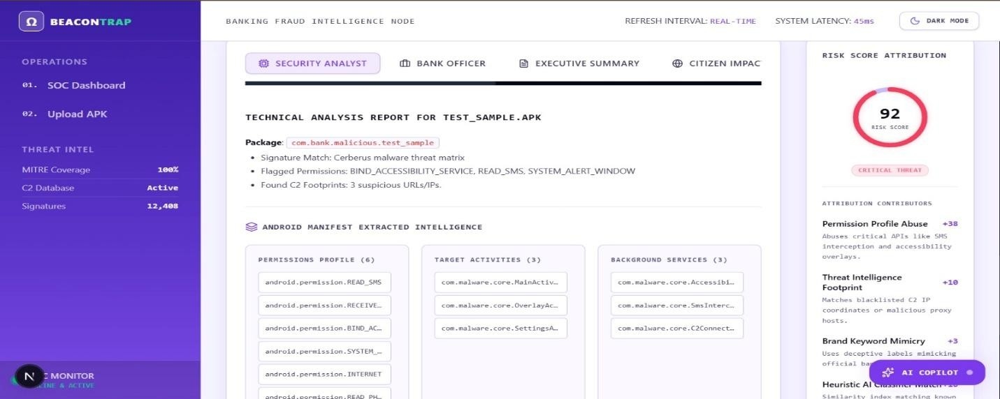 Ω BEACONTRAP
OPERATIONS
01. SOC Dashboard
02. Upload APK
THREAT INTEL
MITRE Coverage 100%
C2 Database Active
Signatures 12,408
N
C MONITOR
LINE & ACTIVE
BANKING FRAUD INTELLIGENCE NODE
REFRESH INTERVAL: REAL-TIME
SYSTEM LATENCY: 45ms
DARK MODE
SECURITY ANALYST
BANK OFFICER
EXECUTIVE SUMMARY
CITIZEN IMPAC
TECHNICAL ANALYSIS REPORT FOR TEST_SAMPLE.APK
Package: com.bank.malicious.test_sample
• Signature Match: Cerberus malware threat matrix
• Flagged Permissions: BIND_ACCESSIBILITY_SERVICE, READ_SMS, SYSTEM_ALERT_WINDOW
• Found C2 Footprints: 3 suspicious URLs/IPs.
ANDROID MANIFEST EXTRACTED INTELLIGENCE
PERMISSIONS PROFILE (6)
android.permission.READ_SMS
android.permission.RECEIVE…
android.permission.BIND_AC…
android.permission.SYSTEM_…
android.permission.INTERNET
android.permission.READ_PH…
TARGET ACTIVITIES (3)
com.malware.core.MainActiv…
com.malware.core.OverlayAc…
com.malware.core.SettingsA…
BACKGROUND SERVICES (3)
com.malware.core.Accessibi…
com.malware.core.SmsInterc…
com.malware.core.C2Connect…
RISK SCORE ATTRIBUTION
92
RISK SCORE
CRITICAL THREAT
ATTRIBUTION CONTRIBUTORS
Permission Profile Abuse +38
Abuses critical APIs like SMS
interception and accessibility
overlays.
Threat Intelligence
Footprint +10
Matches blacklisted C2 IP
coordinates or malicious proxy
hosts.
Brand Keyword Mimicry +3
Uses deceptive labels mimicking
official
AI COPILOT
Heuristic AI Classifier Match
Similarity index matching known